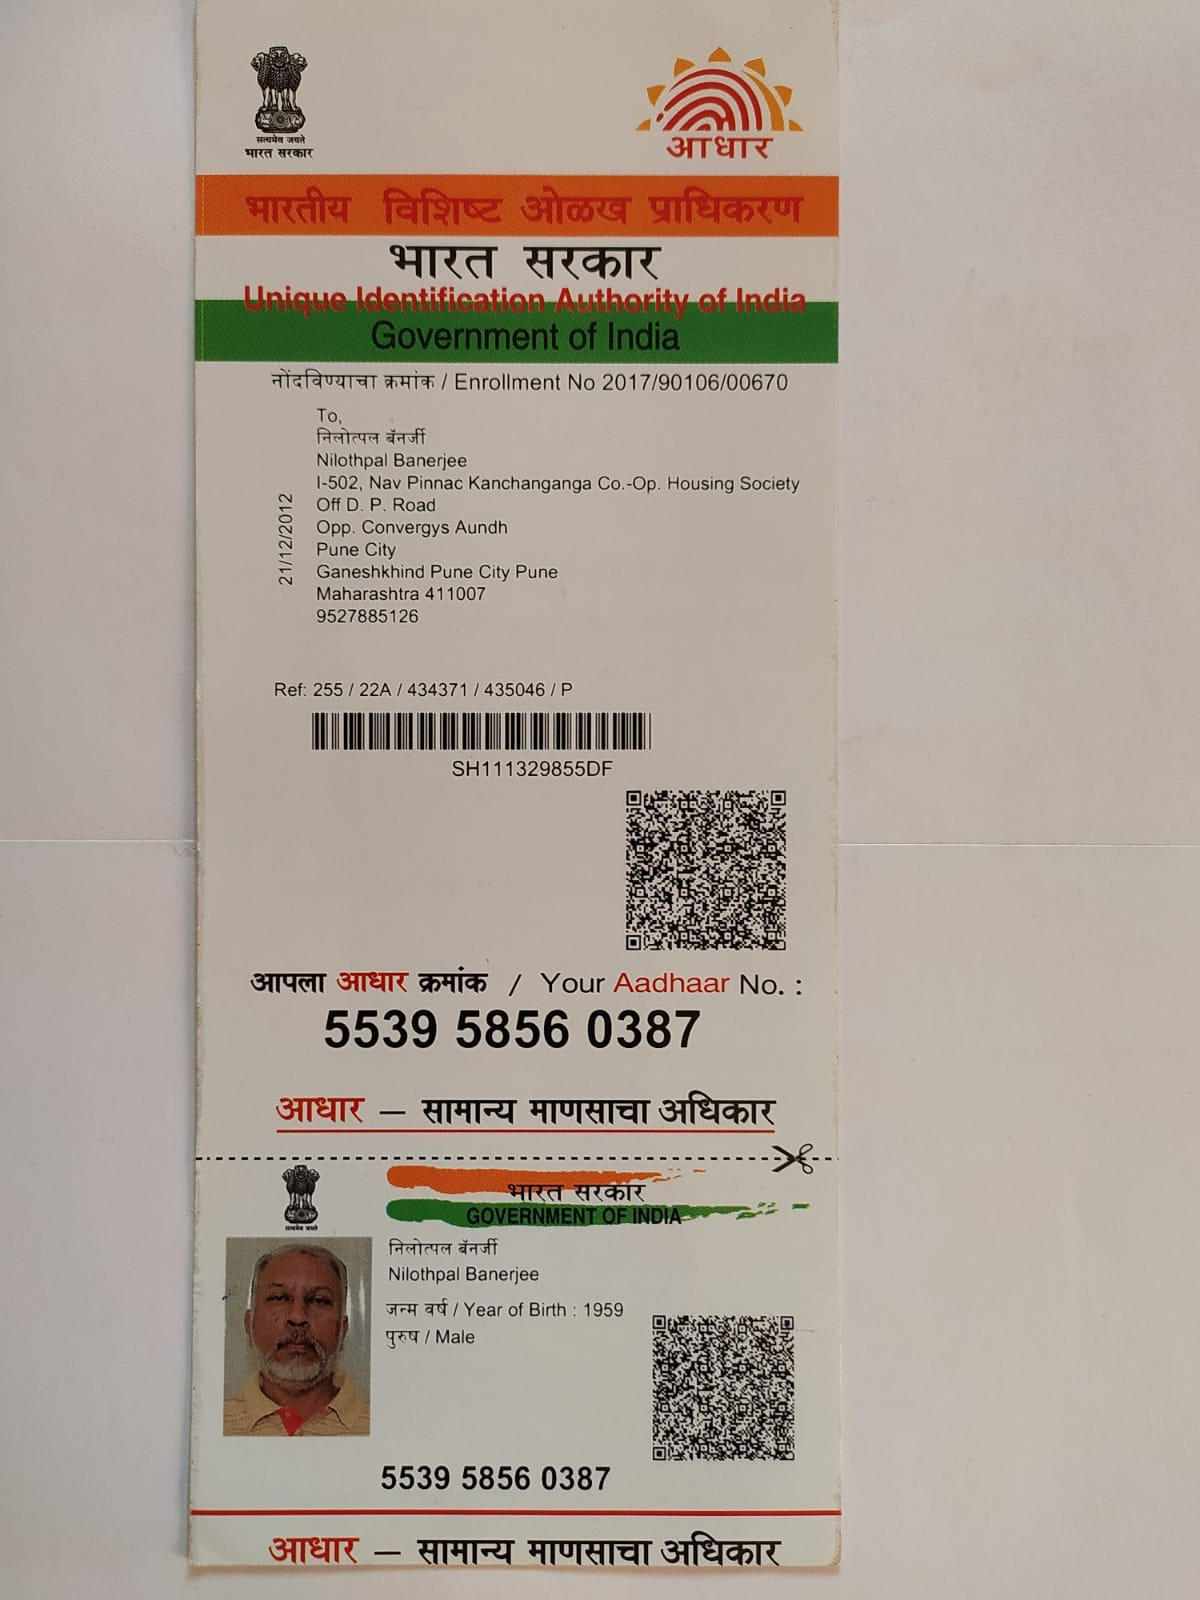 सत्यमेव जयते
भारत सरकार
आधार
भारतीय विशिष्ट ओळख प्राधिकरण
भारत सरकार
Unique Identification Authority of India
Government of India
नोंदविण्याचा क्रमांक / Enrollment No 2017/90106/00670
To,
निलोत्पल बॅनर्जी
Nilothpal Banerjee
I-502, Nav Pinnac Kanchanganga Co.-Op. Housing Society
Off D. P. Road
Opp. Convergys Aundh
Pune City
Ganeshkhind Pune City Pune
Maharashtra 411007
9527885126
21/12/2012
Ref: 255 / 22A / 434371 / 435046 / P
SH111329855DF
आपला आधार क्रमांक / Your Aadhaar No. :
5539 5856 0387
आधार — सामान्य माणसाचा अधिकार
सत्यमेव जयते
भारत सरकार
GOVERNMENT OF INDIA
निलोत्पल बॅनर्जी
Nilothpal Banerjee
जन्म वर्ष / Year of Birth : 1959
पुरुष / Male
5539 5856 0387
आधार — सामान्य माणसाचा अधिकार